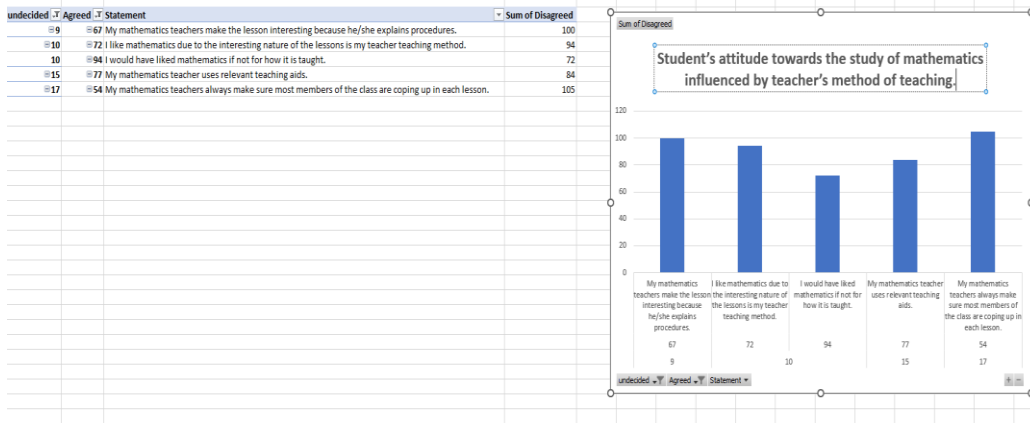 undecided Agreed Statement Sum of Disagreed
9 67 My mathematics teachers make the lesson interesting because he/she explains procedures. 100
10 72 I like mathematics due to the interesting nature of the lessons is my teacher teaching method. 94
10 94 I would have liked mathematics if not for how it is taught. 72
15 77 My mathematics teacher uses relevant teaching aids. 84
17 54 My mathematics teachers always make sure most members of the class are coping up in each lesson. 105
Sum of Disagreed
Student's attitude towards the study of mathematics
influenced by teacher's method of teaching.
120
100
80
60
40
20
0
My mathematics
teachers make the lesson
interesting because
he/she explains
procedures.
I like mathematics due to
the interesting nature of
the lessons is my teacher
teaching method.
I would have liked
mathematics if not for
how it is taught.
My mathematics teacher
uses relevant teaching
aids.
My mathematics
teachers always make
sure most members of
the class are coping up in
each lesson.
67 72 94 77 54
9 10 15 17
undecided Agreed Statement